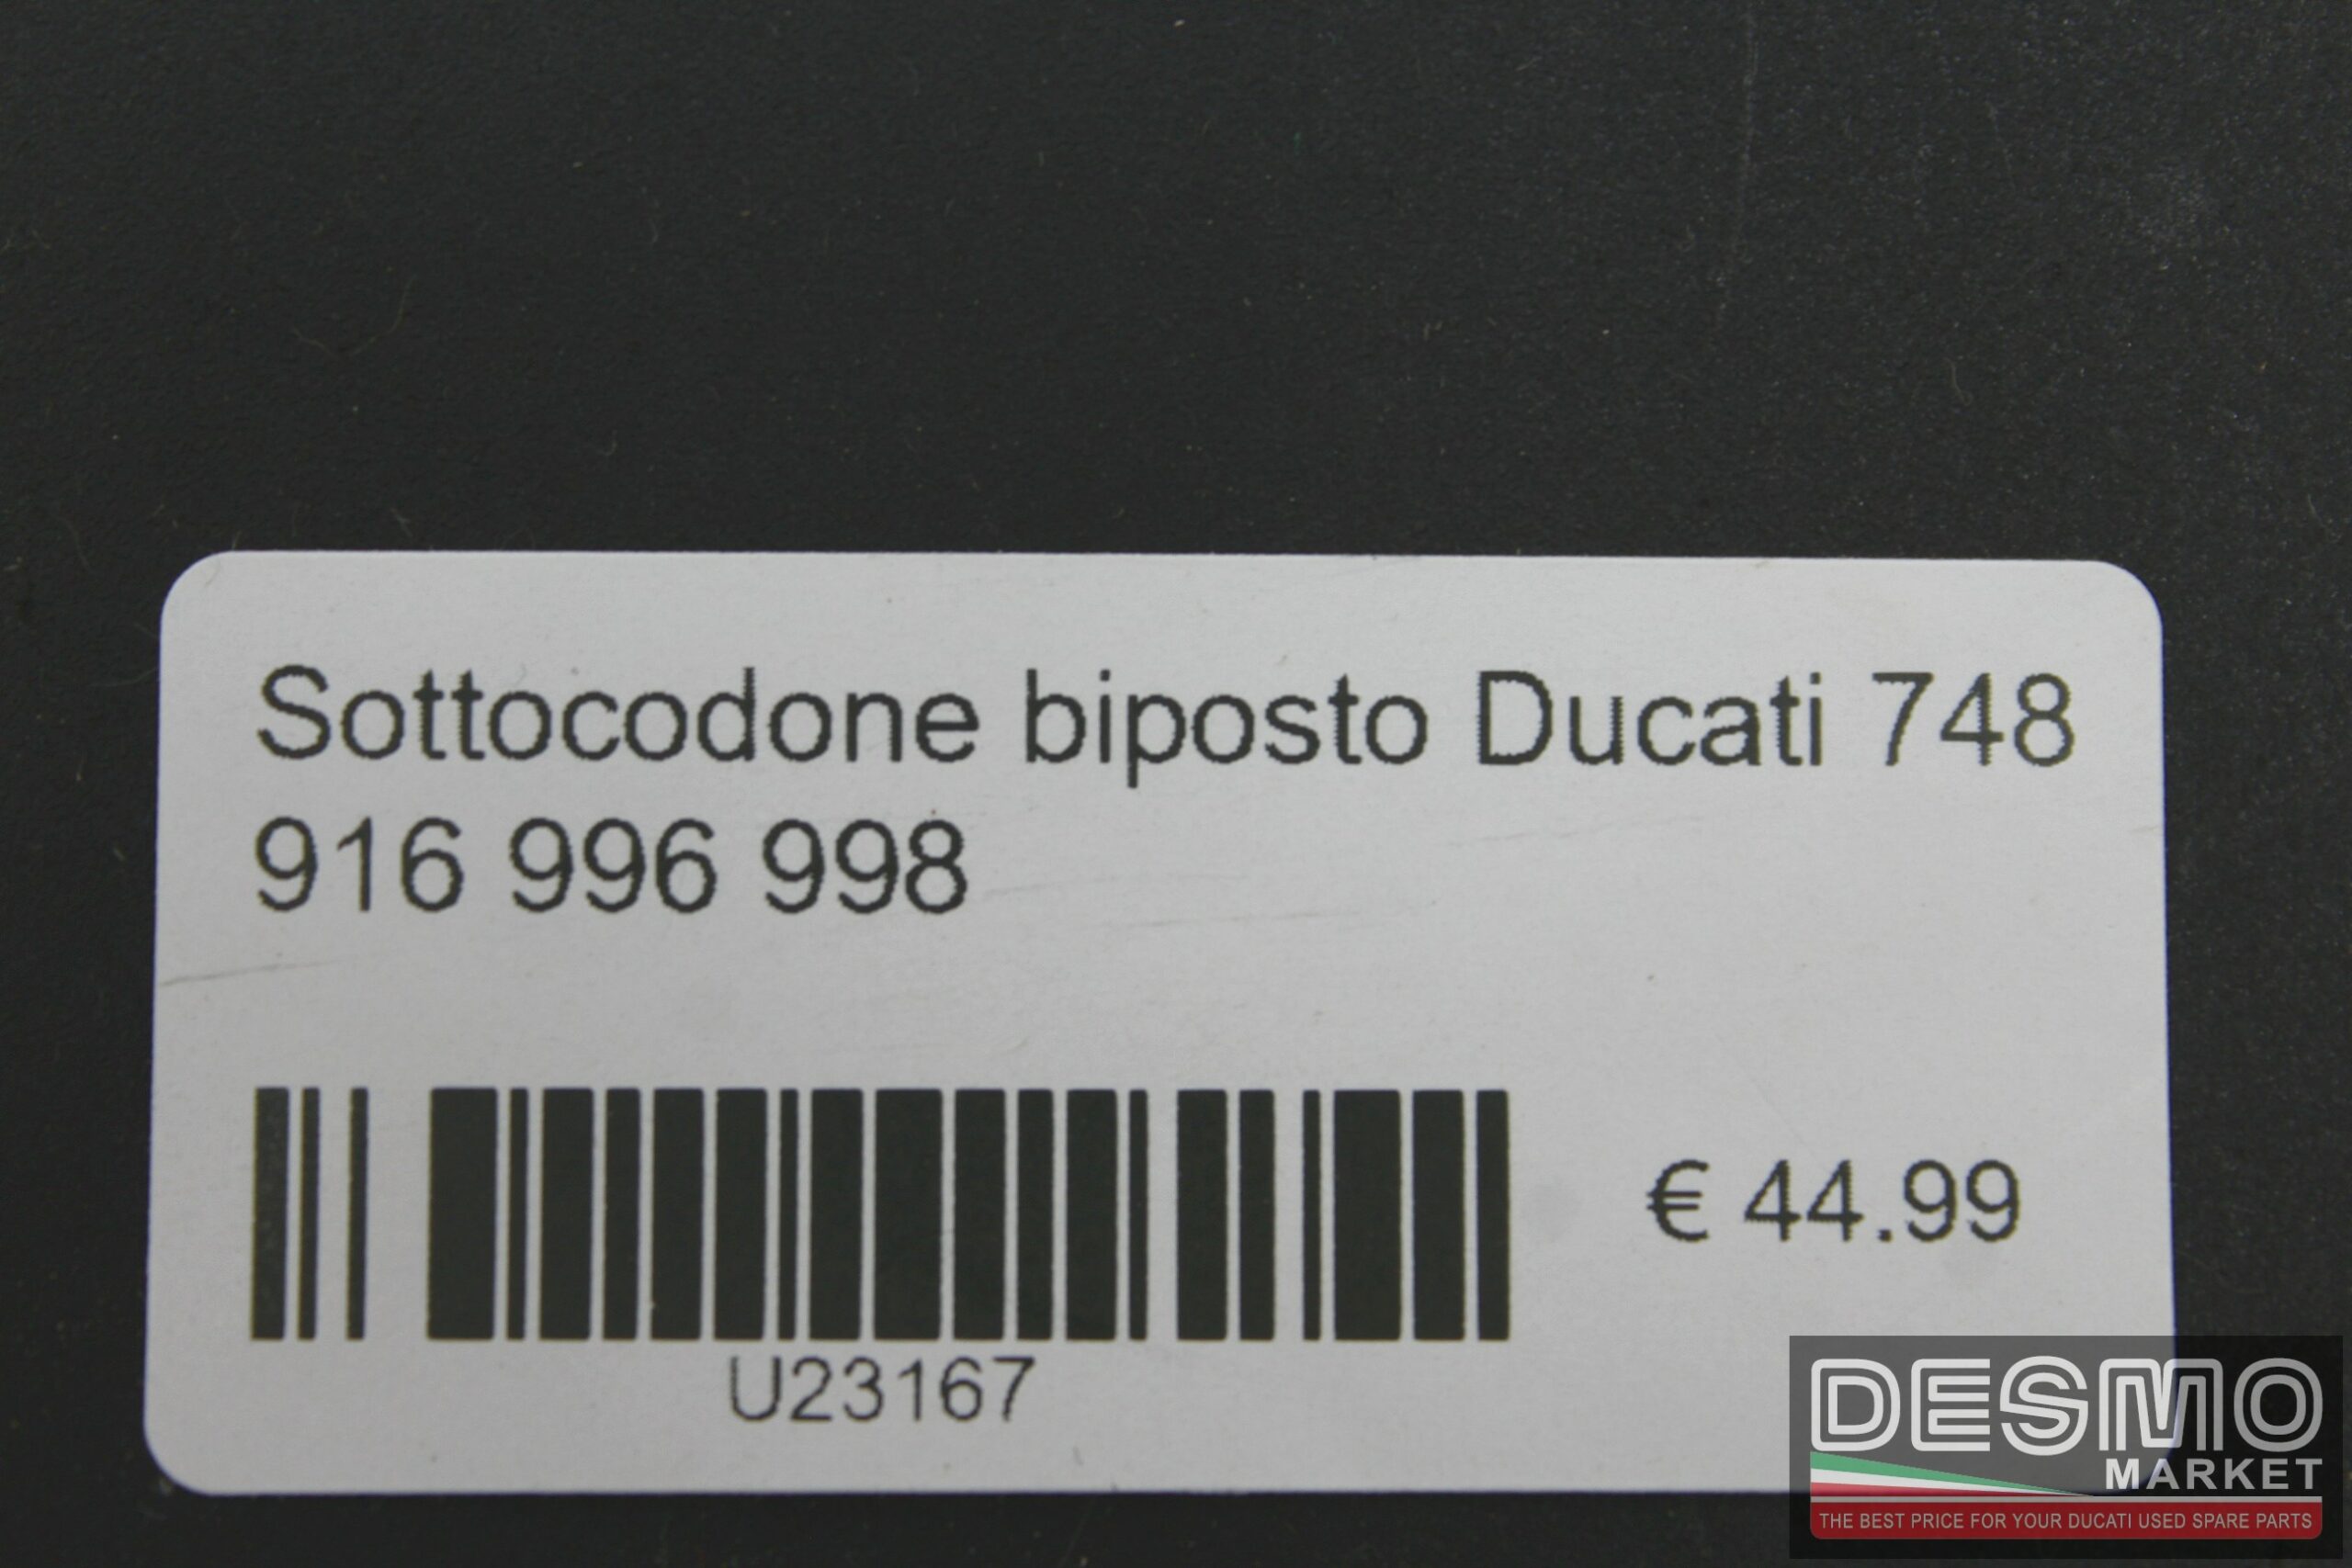 Sottocodone biposto Ducati 748
916 996 998
€ 44.99
U23167
DESMO
MARKET
THE BEST PRICE FOR YOUR DUCATI USED SPARE PARTS